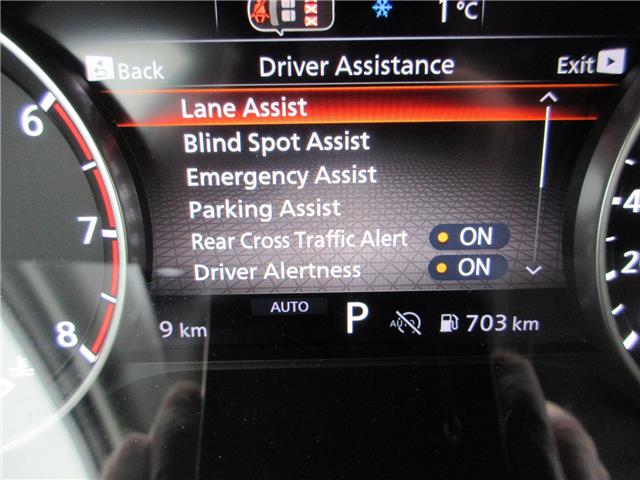 1°C
Back Driver Assistance Exit
Lane Assist
Blind Spot Assist
Emergency Assist
Parking Assist
Rear Cross Traffic Alert ON
Driver Alertness ON
AUTO
9 km P AUTO 703 km
6
7
8